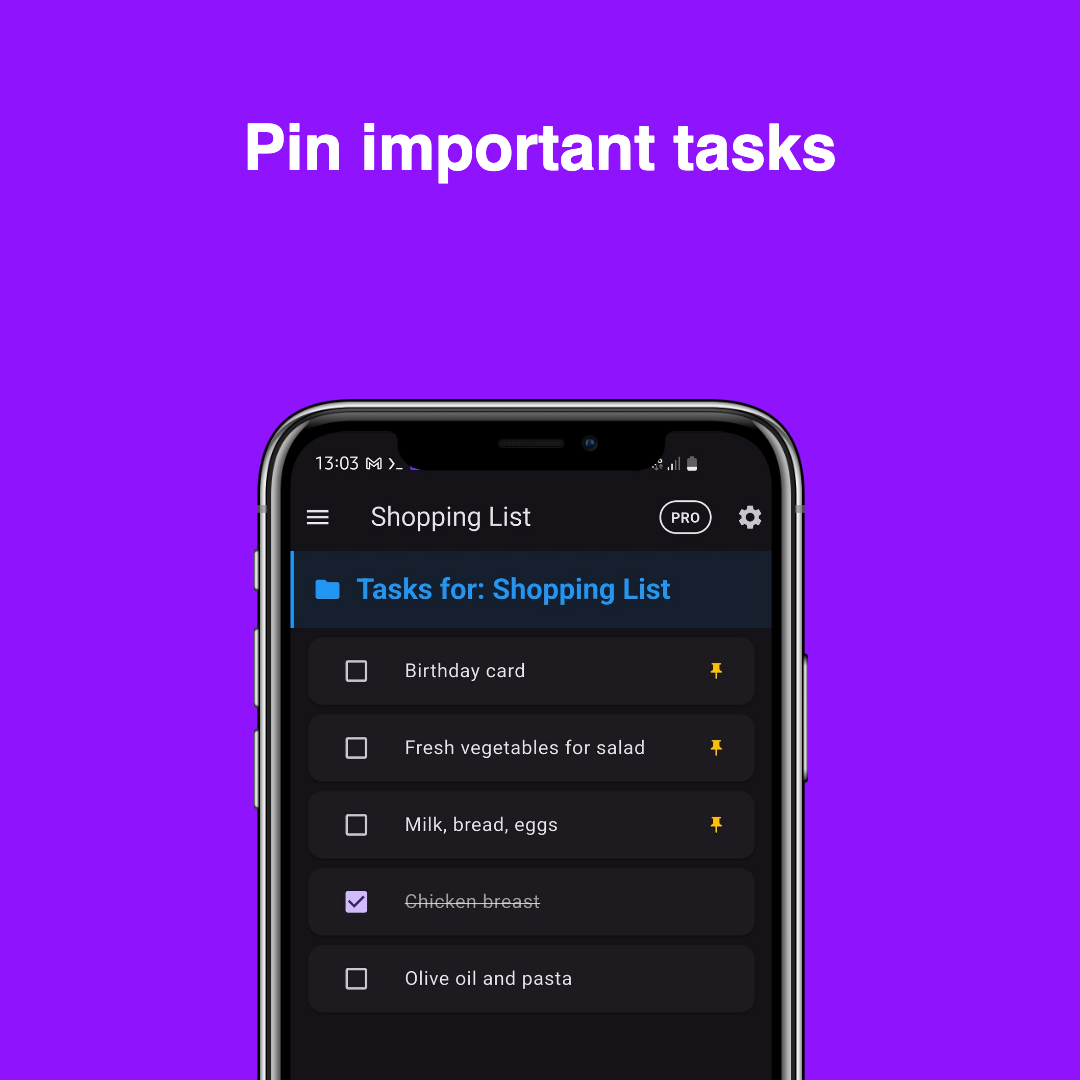 Pin important tasks
13:03
Shopping List
PRO
Tasks for: Shopping List
Birthday card
Fresh vegetables for salad
Milk, bread, eggs
Chicken breast
Olive oil and pasta